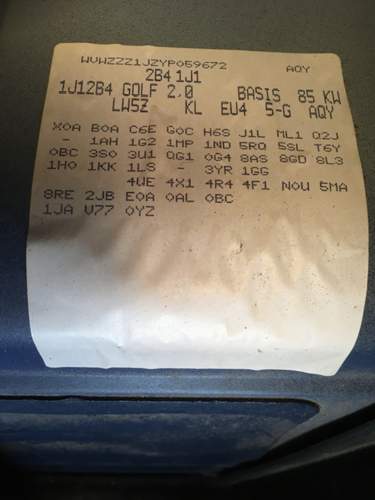 WVWZZZ1JZYP059672 AQY
2B4 1J1
1J12B4 GOLF 2.0 BASIS 85 KW
LW5Z KL EU4 5-G AQY
X0A B0A C6E G0C H6S J1L ML1 Q2J
- 1AH 1G2 1MP 1ND 5RQ 5SL T6Y
0BC 3S0 3U1 QG1 0G4 8AS 8GD 8L3
1H0 1KK 1LS - 3YR 1GG
4UE 4X1 4R4 4F1 N0U 5MA
8RE 2JB E0A 0AL 0BC
1JA V77 0YZ